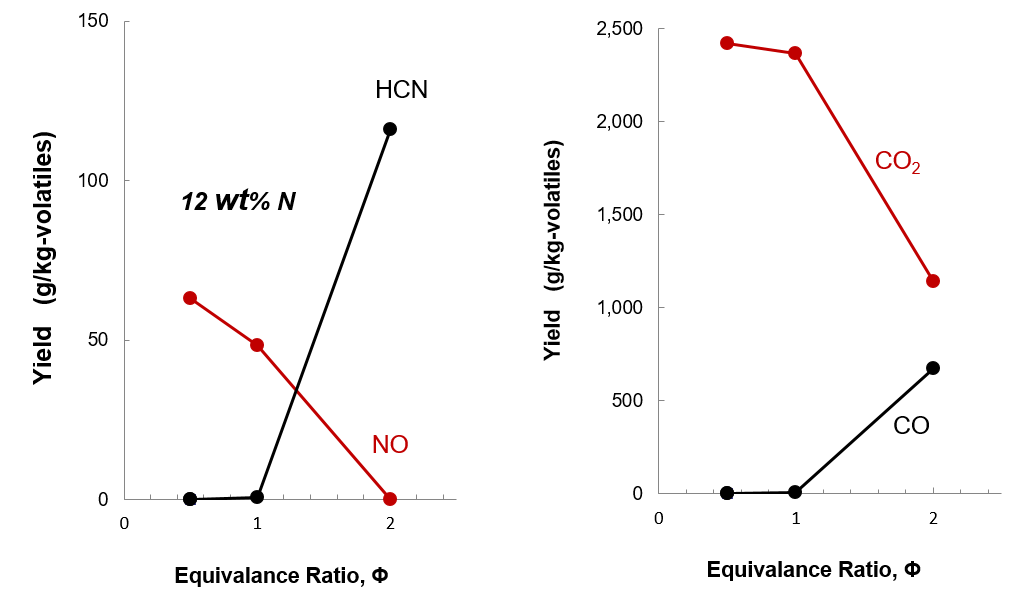 150
HCN
100
12 wt% N
50
NO
0
0 1 2
Yield (g/kg-volatiles)
Equivalance Ratio, Φ
2,500
2,000
CO₂
1,500
1,000
500
CO
0
0 1 2
Yield (g/kg-volatiles)
Equivalance Ratio, Φ